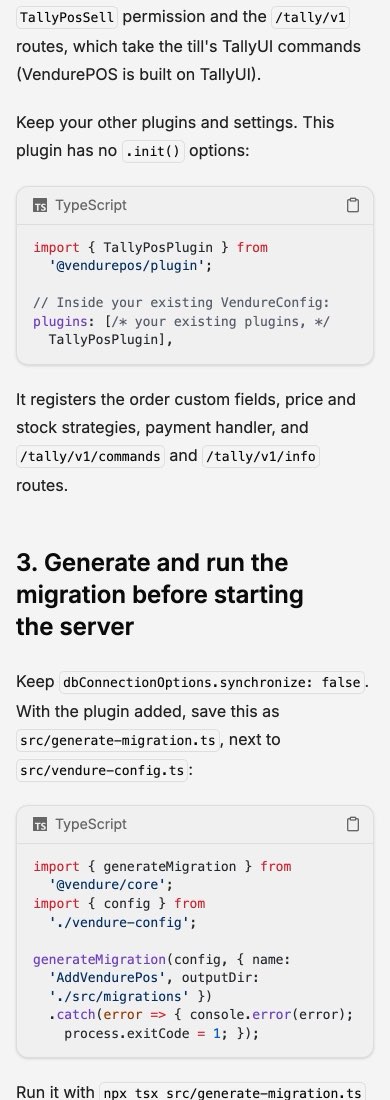 TallyPosSell permission and the /tally/v1
routes, which take the till's TallyUI commands
(VendurePOS is built on TallyUI).
Keep your other plugins and settings. This
plugin has no .init() options:
TS TypeScript
import { TallyPosPlugin } from
'@vendurepos/plugin';
// Inside your existing VendureConfig:
plugins: [/* your existing plugins, */
TallyPosPlugin],
It registers the order custom fields, price and
stock strategies, payment handler, and
/tally/v1/commands and /tally/v1/info
routes.
3. Generate and run the
migration before starting
the server
Keep dbConnectionOptions.synchronize: false.
With the plugin added, save this as
src/generate-migration.ts, next to
src/vendure-config.ts:
TS TypeScript
import { generateMigration } from
'@vendure/core';
import { config } from
'./vendure-config';
generateMigration(config, { name:
'AddVendurePos', outputDir:
'./src/migrations' })
.catch(error => { console.error(error);
process.exitCode = 1; });
Run it with npx tsx src/generate-migration.ts